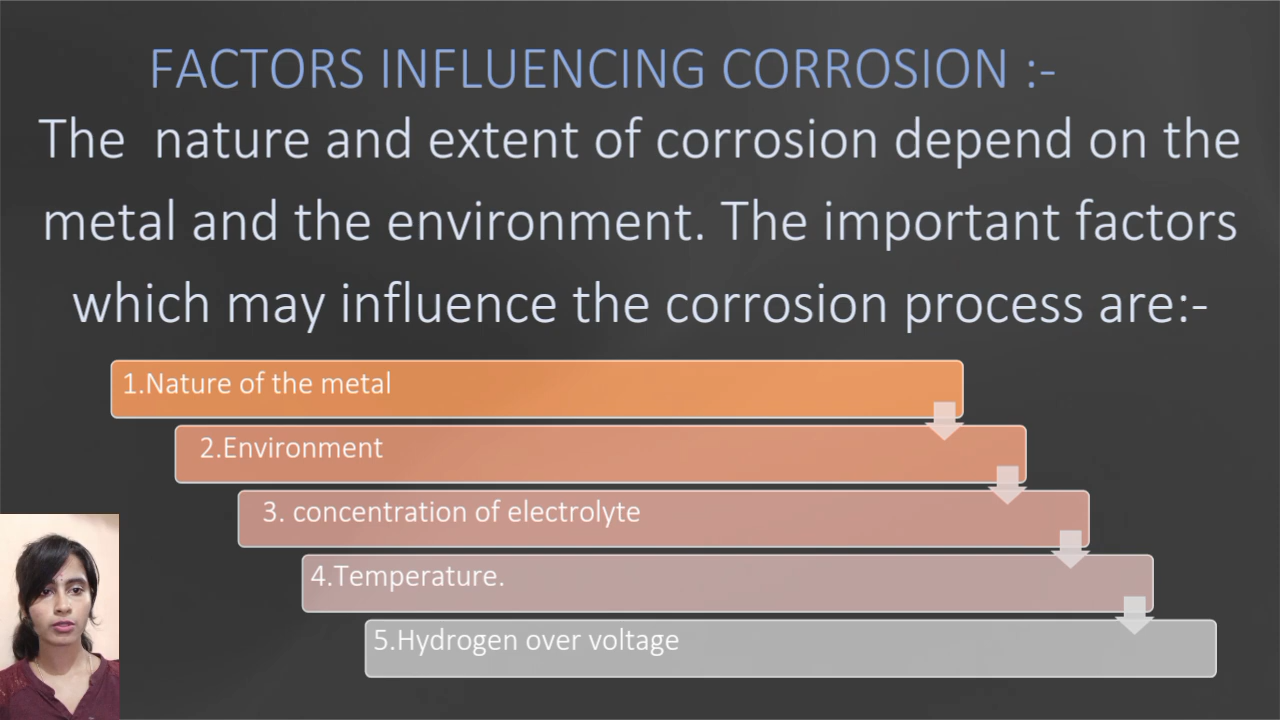 FACTORS INFLUENCING CORROSION :-
The nature and extent of corrosion depend on the
metal and the environment. The important factors
which may influence the corrosion process are:-
1.Nature of the metal
2.Environment
3. concentration of electrolyte
4.Temperature.
5.Hydrogen over voltage